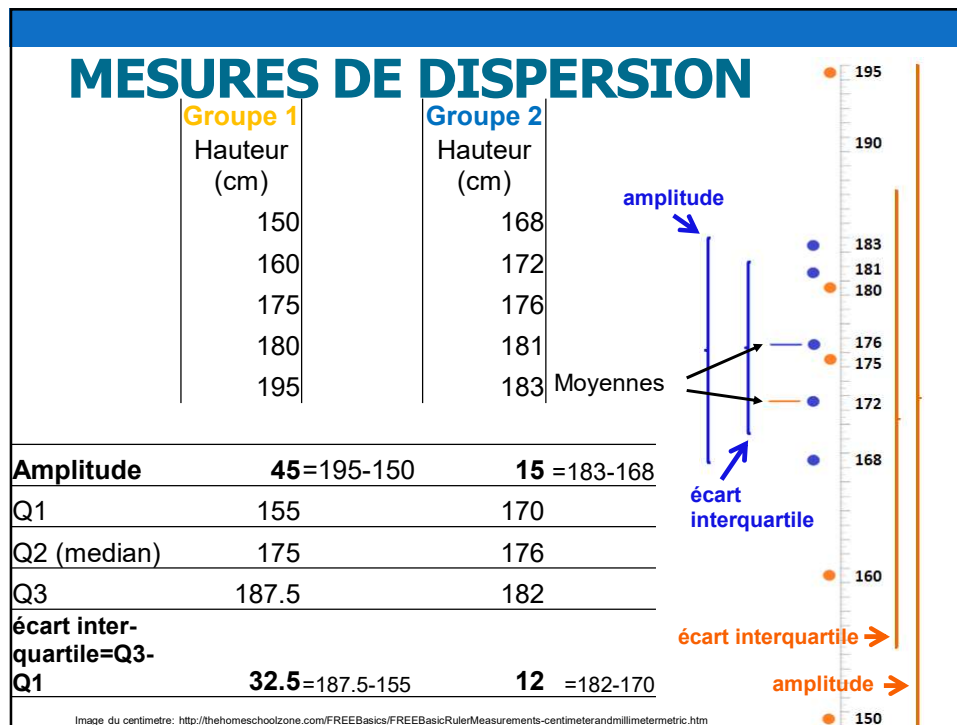 MESURES DE DISPERSION
Groupe 1 Groupe 2
Hauteur (cm) Hauteur (cm)
150 168
160 172
175 176
180 181
195 183
Amplitude 45 =195-150 15 =183-168
Q1 155 170
Q2 (median) 175 176
Q3 187.5 182
écart inter-
quartile=Q3-
Q1 32.5 =187.5-155 12 =182-170
amplitude
Moyennes
écart
interquartile
195
190
183
181
180
176
175
172
168
160
écart interquartile
amplitude
150
Image du centimetre: http://thehomeschoolzone.com/FREEBasics/FREEBasicRulerMeasurements-centimeterandmillimetermetric.htm